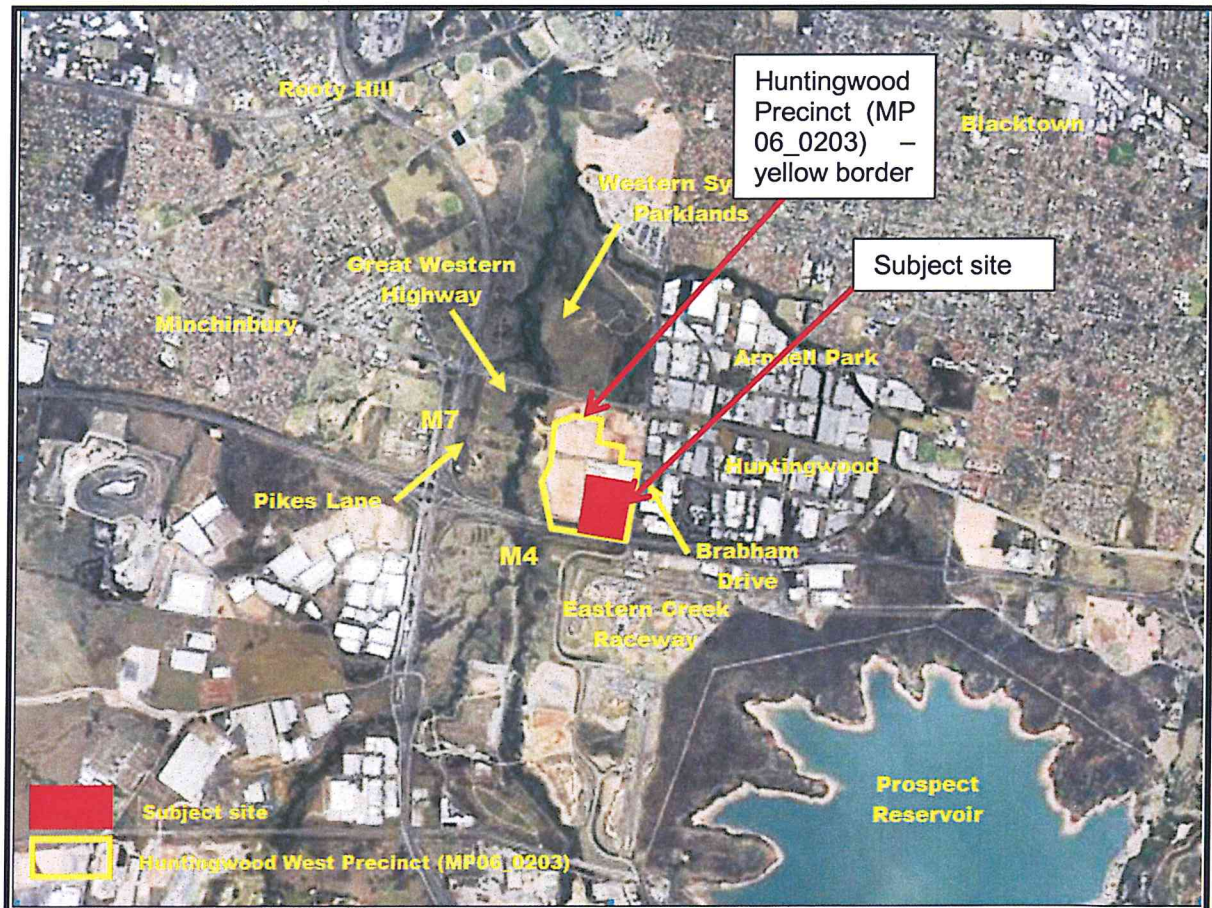 Rooty Hill
Huntingwood
Precinct (MP
06_0203) –
yellow border
Blacktown
Western Sy
Parklands
Subject site
Great Western
Highway
Minchinbury
Arndell Park
M7
Huntingwood
Pikes Lane
M4
Brabham
Drive
Eastern Creek
Raceway
Prospect
Reservoir
Subject site
Huntingwood West Precinct (MP06_0203)